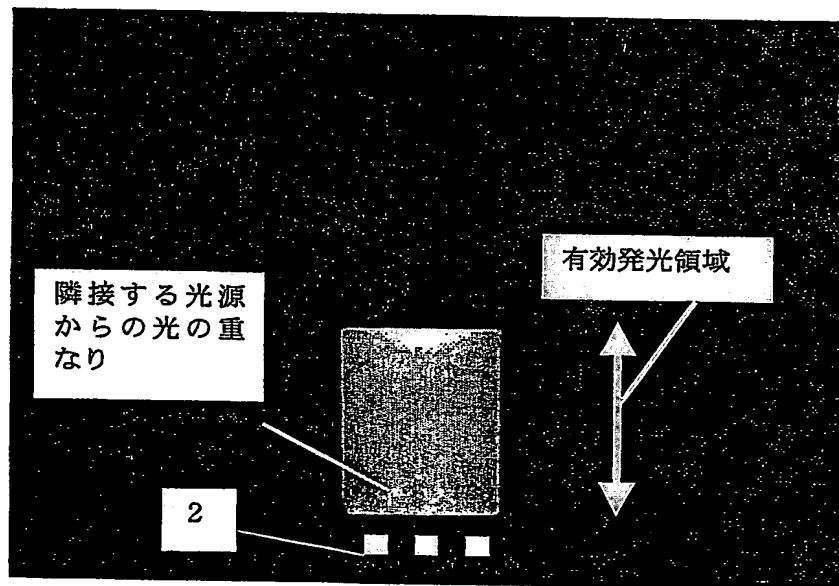 有効発光領域
隣接する光源
からの光の重
なり
2